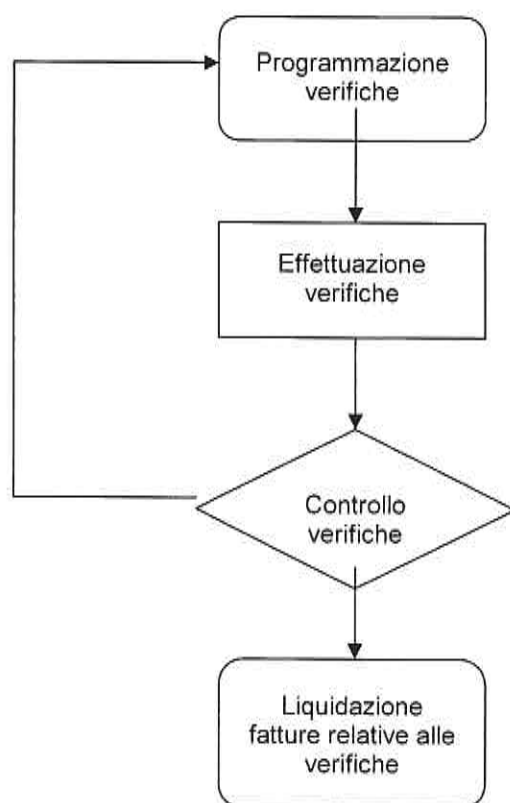 Programmazione
verifiche
Effettuazione
verifiche
Controllo
verifiche
Liquidazione
fatture relative alle
verifiche